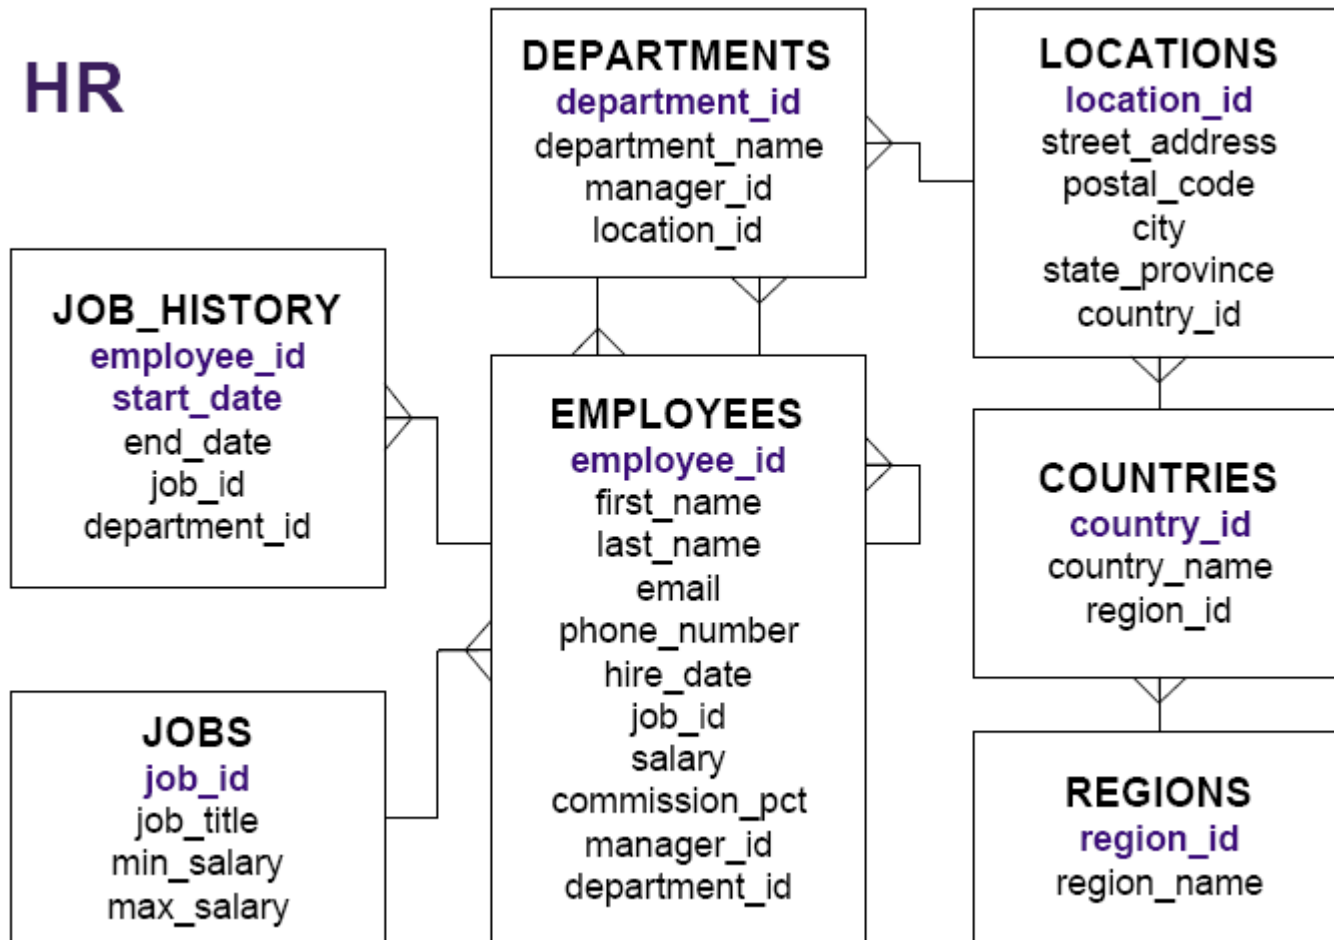 HR
DEPARTMENTS
department_id
department_name
manager_id
location_id
LOCATIONS
location_id
street_address
postal_code
city
state_province
country_id
JOB_HISTORY
employee_id
start_date
end_date
job_id
department_id
EMPLOYEES
employee_id
first_name
last_name
email
phone_number
hire_date
job_id
salary
commission_pct
manager_id
department_id
COUNTRIES
country_id
country_name
region_id
JOBS
job_id
job_title
min_salary
max_salary
REGIONS
region_id
region_name